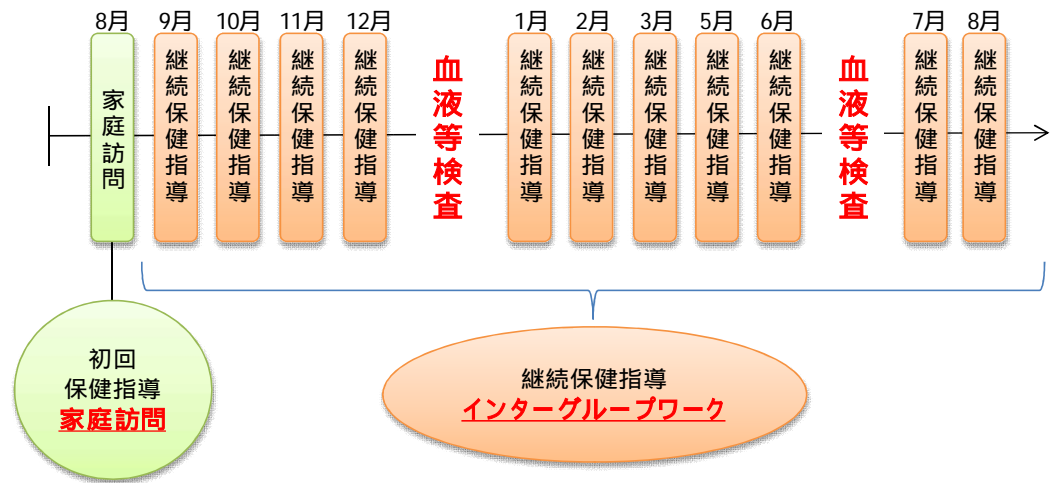 8月
9月
10月
11月
12月
1月
2月
3月
5月
6月
7月
8月
家庭訪問
継続保健指導
継続保健指導
継続保健指導
継続保健指導
血液等検査
継続保健指導
継続保健指導
継続保健指導
継続保健指導
継続保健指導
血液等検査
継続保健指導
継続保健指導
初回
保健指導
家庭訪問
継続保健指導
インターグループワーク